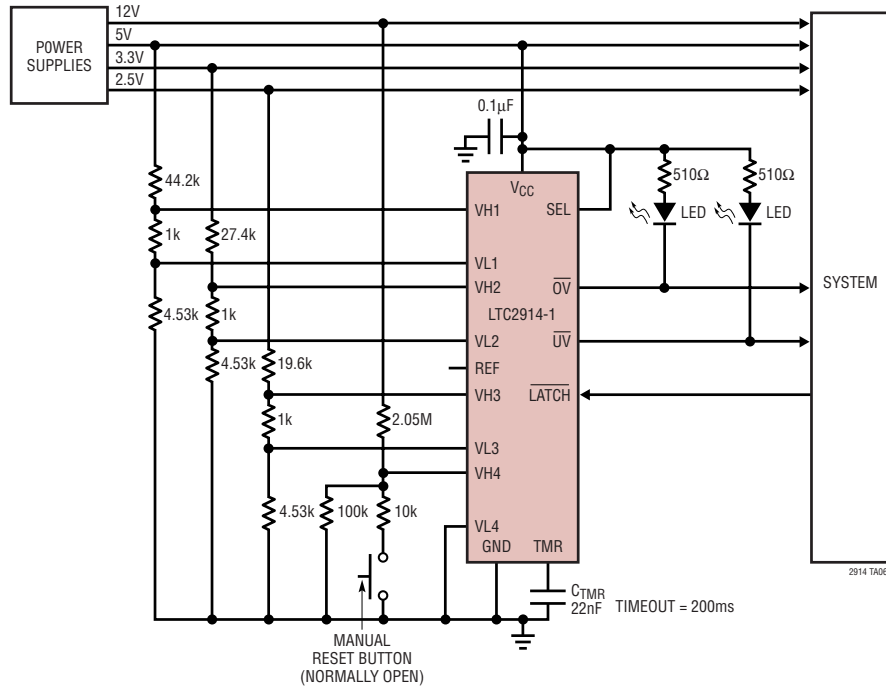 12V
5V
3.3V
2.5V
POWER
SUPPLIES
0.1μF
510Ω
510Ω
LED
LED
44.2k
1k
4.53k
27.4k
1k
4.53k
19.6k
1k
4.53k
2.05M
100k
10k
VCC
SEL
VH1
VL1
VH2
OV
LTC2914-1
VL2
UV
REF
VH3
LATCH
VL3
VH4
VL4
GND
TMR
SYSTEM
CTMR
22nF
TIMEOUT = 200ms
MANUAL
RESET BUTTON
(NORMALLY OPEN)
2914 TA06